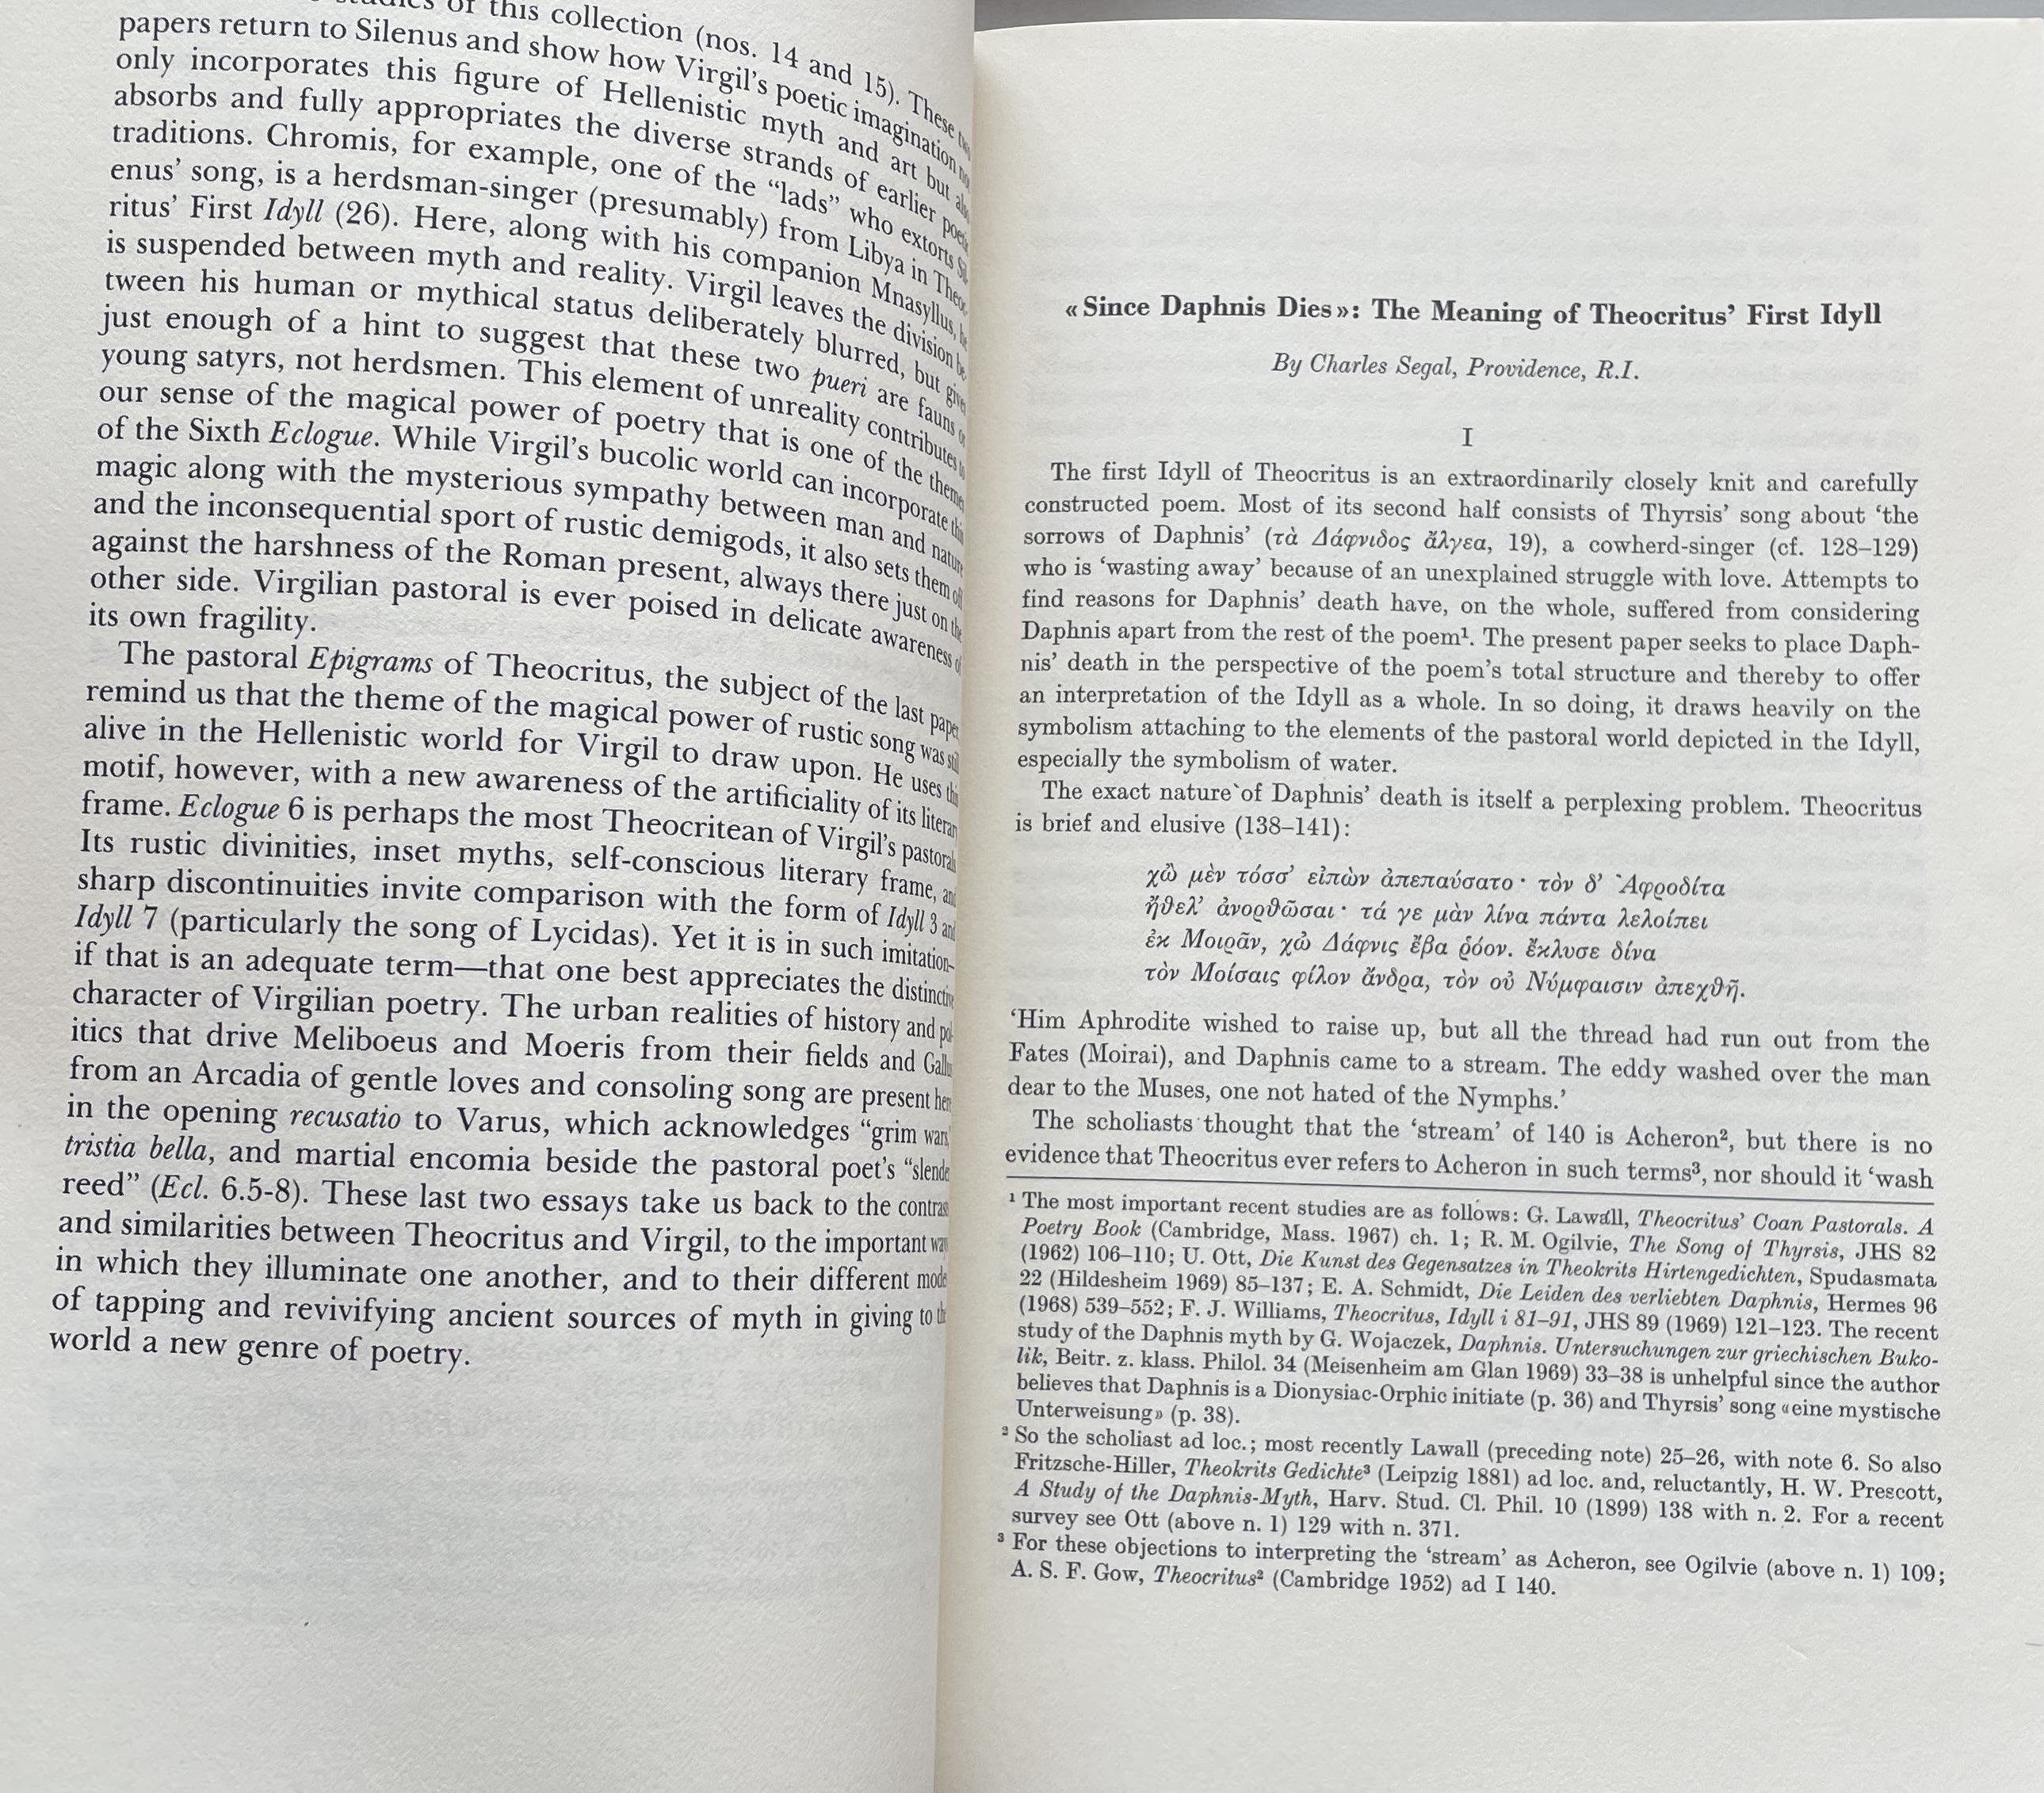 of this collection (nos. 14 and 15). These
papers return to Silenus and show how Virgil's poetic imagination
only incorporates this figure of Hellenistic myth and art but
absorbs and fully appropriates the diverse strands of earlier
traditions. Chromis, for example, one of the “lads” who extorts
enus' song, is a herdsman-singer (presumably) from Libya in
ritus' First Idyll (26). Here, along with his companion Mnasyllus,
is suspended between myth and reality. Virgil leaves the division
tween his human or mythical status deliberately blurred, but
just enough of a hint to suggest that these two pueri are fauns
young satyrs, not herdsmen. This element of unreality contributes
our sense of the magical power of poetry that is one of the
of the Sixth Eclogue. While Virgil's bucolic world can incorporate
magic along with the mysterious sympathy between man and
and the inconsequential sport of rustic demigods, it also sets them
against the harshness of the Roman present, always there just on
other side. Virgilian pastoral is ever poised in delicate awareness
its own fragility.
The pastoral Epigrams of Theocritus, the subject of the last
remind us that the theme of the magical power of rustic song was
alive in the Hellenistic world for Virgil to draw upon. He uses
motif, however, with a new awareness of the artificiality of its
frame. Eclogue 6 is perhaps the most Theocritean of Virgil's
Its rustic divinities, inset myths, self-conscious literary frame,
sharp discontinuities invite comparison with the form of Idyll 3
Idyll 7 (particularly the song of Lycidas). Yet it is in such imitation—
if that is an adequate term—that one best appreciates the
character of Virgilian poetry. The urban realities of history and
itics that drive Meliboeus and Moeris from their fields and
from an Arcadia of gentle loves and consoling song are present
in the opening recusatio to Varus, which acknowledges “grim
tristia bella, and martial encomia beside the pastoral poet's
reed” (Ecl. 6.5-8). These last two essays take us back to the
and similarities between Theocritus and Virgil, to the important
in which they illuminate one another, and to their different
of tapping and revivifying ancient sources of myth in giving to
world a new genre of poetry.
«Since Daphnis Dies»: The Meaning of Theocritus' First Idyll
By Charles Segal, Providence, R.I.
I
The first Idyll of Theocritus is an extraordinarily closely knit and carefully
constructed poem. Most of its second half consists of Thyrsis' song about ‘the
sorrows of Daphnis’ (τὰ Δάφνιδος ἄλγεα, 19), a cowherd-singer (cf. 128–129)
who is ‘wasting away’ because of an unexplained struggle with love. Attempts to
find reasons for Daphnis' death have, on the whole, suffered from considering
Daphnis apart from the rest of the poem¹. The present paper seeks to place Daph-
nis' death in the perspective of the poem's total structure and thereby to offer
an interpretation of the Idyll as a whole. In so doing, it draws heavily on the
symbolism attaching to the elements of the pastoral world depicted in the Idyll,
especially the symbolism of water.
The exact nature of Daphnis' death is itself a perplexing problem. Theocritus
is brief and elusive (138–141):
χὢ μὲν τόσσ' εἰπὼν ἀπεπαύσατο· τὸν δ' Ἀφροδίτα
ἤθελ' ἀνορθῶσαι· τά γε μὰν λίνα πάντα λελοίπει
ἐκ Μοιρᾶν, χὠ Δάφνις ἔβα ῥόον. ἔκλυσε δίνα
τὸν Μοίσαις φίλον ἄνδρα, τὸν οὐ Νύμφαισιν ἀπεχθῆ.
‘Him Aphrodite wished to raise up, but all the thread had run out from the
Fates (Moirai), and Daphnis came to a stream. The eddy washed over the man
dear to the Muses, one not hated of the Nymphs.’
The scholiasts thought that the ‘stream’ of 140 is Acheron², but there is no
evidence that Theocritus ever refers to Acheron in such terms³, nor should it ‘wash
¹ The most important recent studies are as follows: G. Lawall, Theocritus' Coan Pastorals. A
Poetry Book (Cambridge, Mass. 1967) ch. 1; R. M. Ogilvie, The Song of Thyrsis, JHS 82
(1962) 106–110; U. Ott, Die Kunst des Gegensatzes in Theokrits Hirtengedichten, Spudasmata
22 (Hildesheim 1969) 85–137; E. A. Schmidt, Die Leiden des verliebten Daphnis, Hermes 96
(1968) 539–552; F. J. Williams, Theocritus, Idyll i 81–91, JHS 89 (1969) 121–123. The recent
study of the Daphnis myth by G. Wojaczek, Daphnis. Untersuchungen zur griechischen Buko-
lik, Beitr. z. klass. Philol. 34 (Meisenheim am Glan 1969) 33–38 is unhelpful since the author
believes that Daphnis is a Dionysiac-Orphic initiate (p. 36) and Thyrsis' song «eine mystische
Unterweisung» (p. 38).
² So the scholiast ad loc.; most recently Lawall (preceding note) 25–26, with note 6. So also
Fritzsche-Hiller, Theokrits Gedichte³ (Leipzig 1881) ad loc. and, reluctantly, H. W. Prescott,
A Study of the Daphnis-Myth, Harv. Stud. Cl. Phil. 10 (1899) 138 with n. 2. For a recent
survey see Ott (above n. 1) 129 with n. 371.
³ For these objections to interpreting the ‘stream’ as Acheron, see Ogilvie (above n. 1) 109;
A. S. F. Gow, Theocritus² (Cambridge 1952) ad I 140.